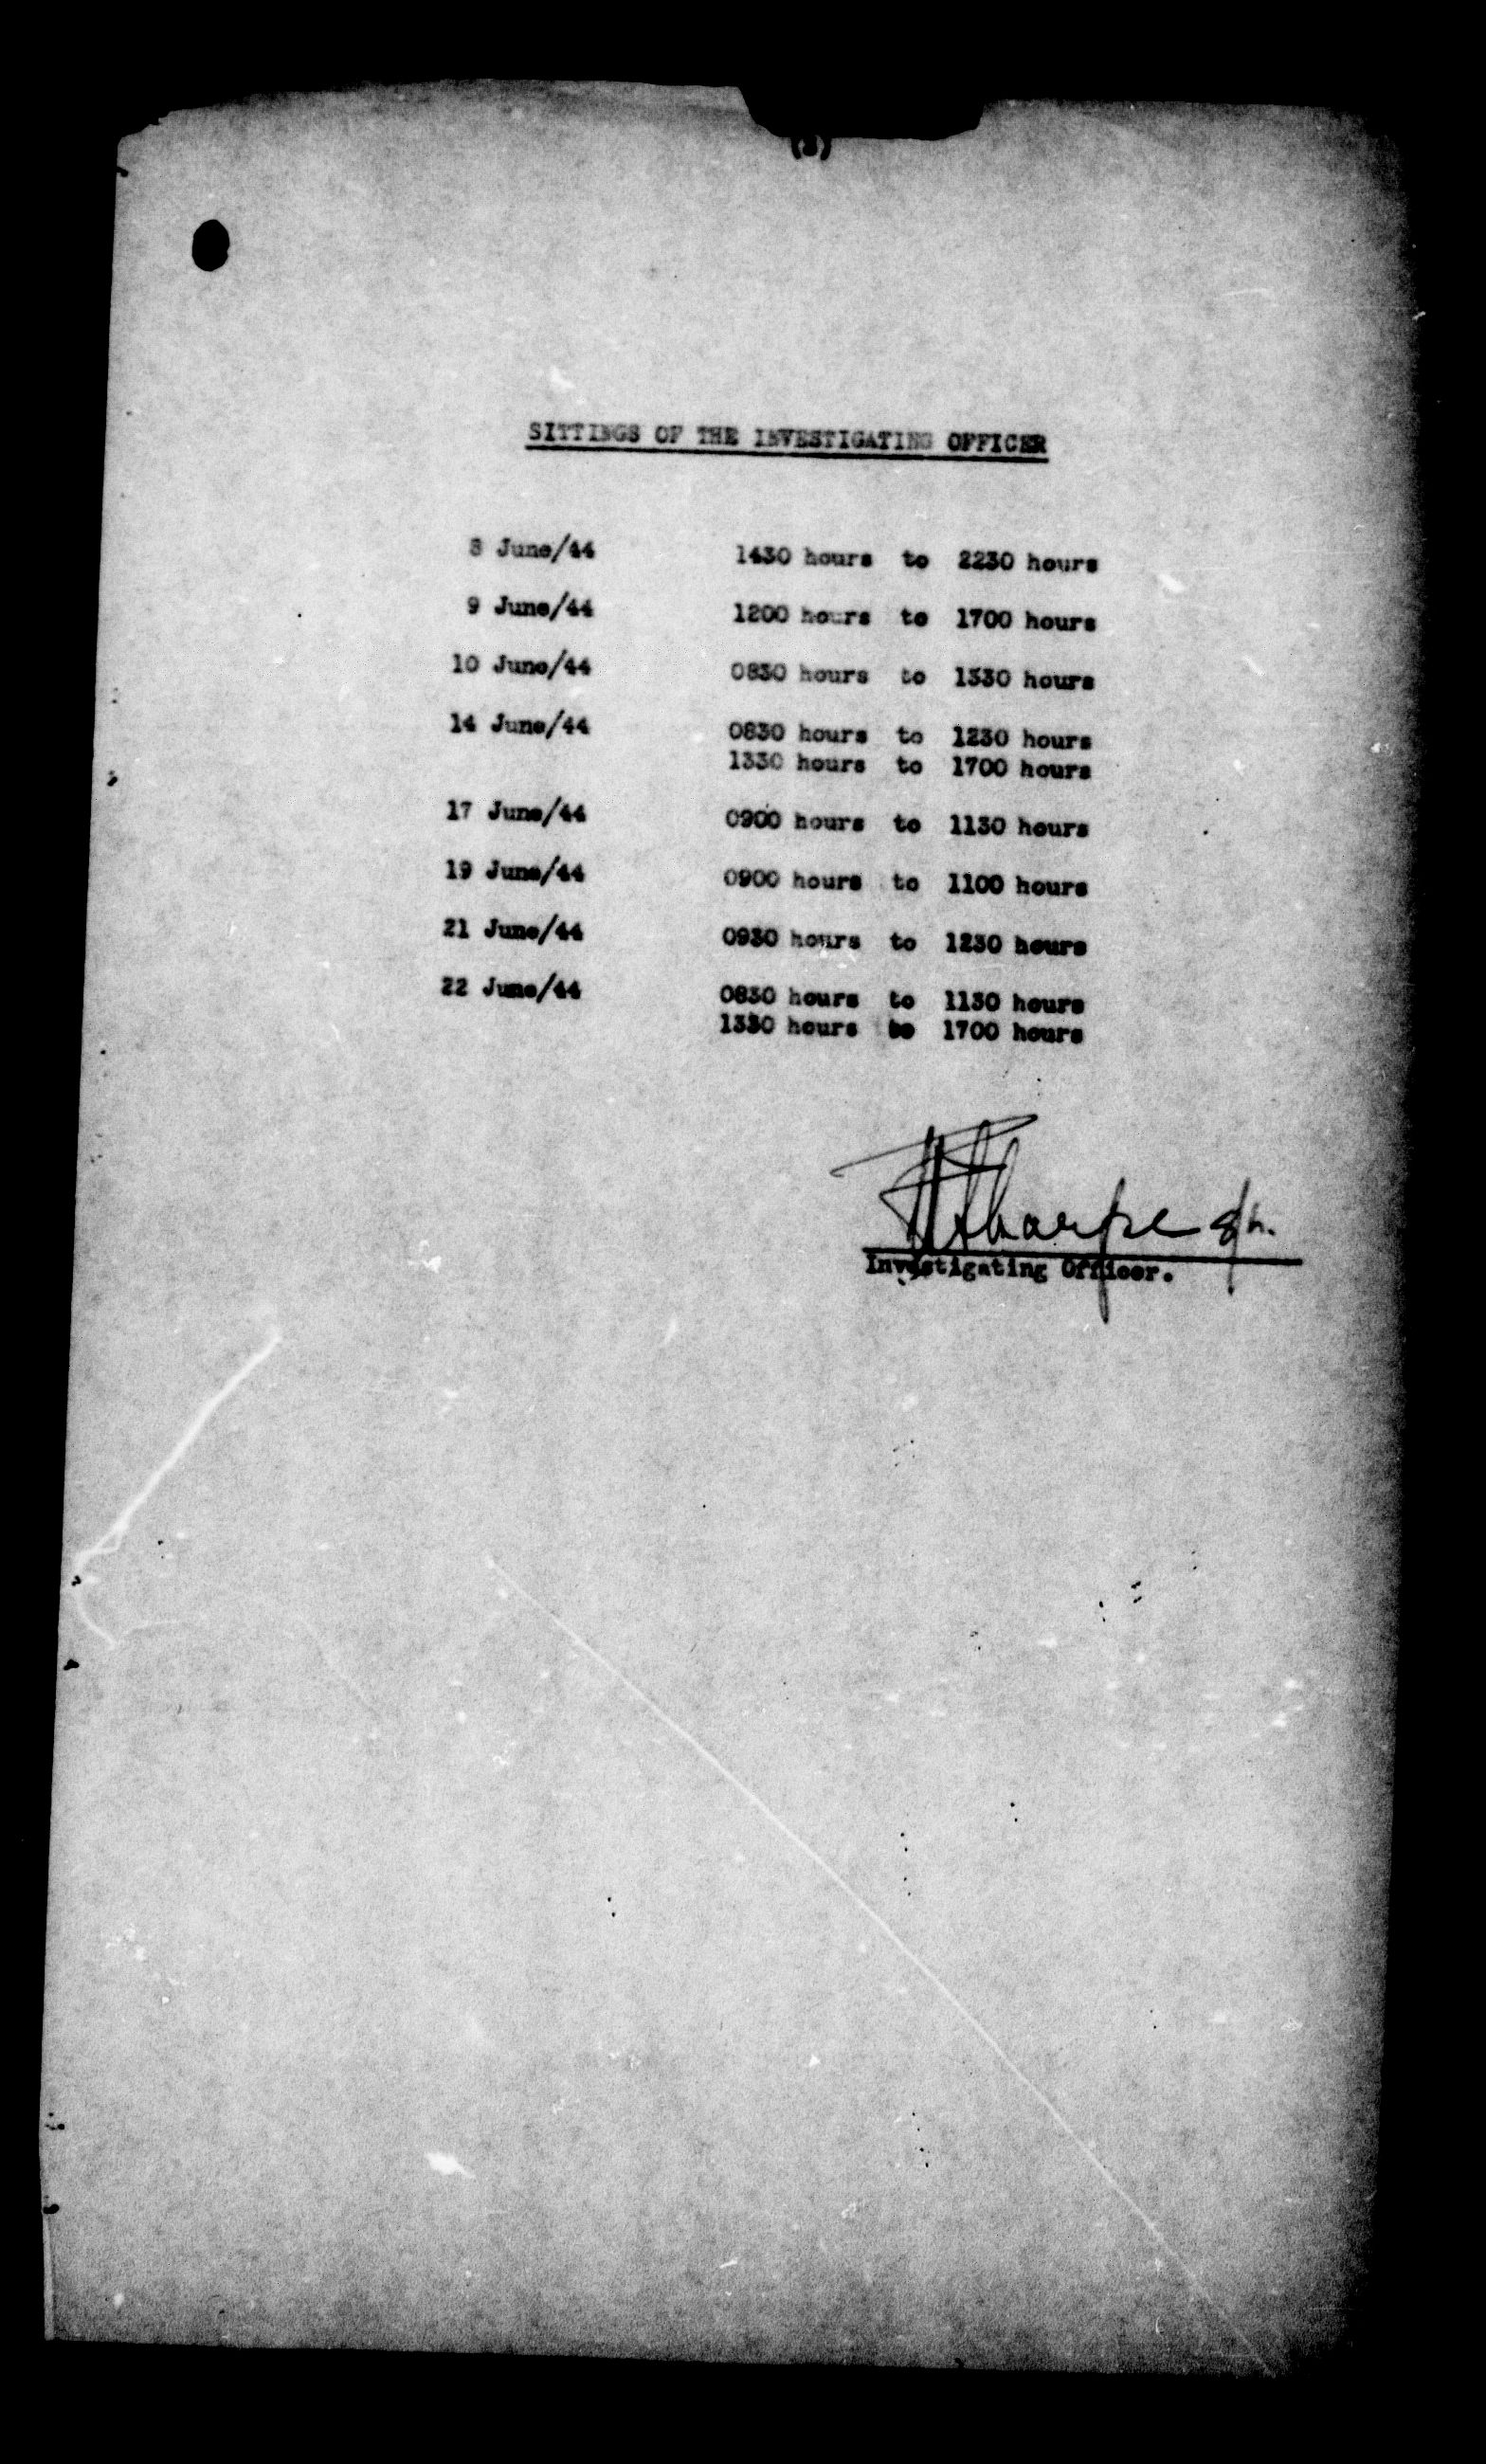 SITTINGS OF THE INVESTIGATING OFFICER
8 June/44 1430 hours to 2230 hours
9 June/44 1200 hours to 1700 hours
10 June/44 0830 hours to 1330 hours
14 June/44 0830 hours to 1230 hours
1330 hours to 1700 hours
17 June/44 0900 hours to 1130 hours
19 June/44 0900 hours to 1100 hours
21 June/44 0930 hours to 1230 hours
22 June/44 0830 hours to 1130 hours
1330 hours to 1700 hours
Investigating Officer.